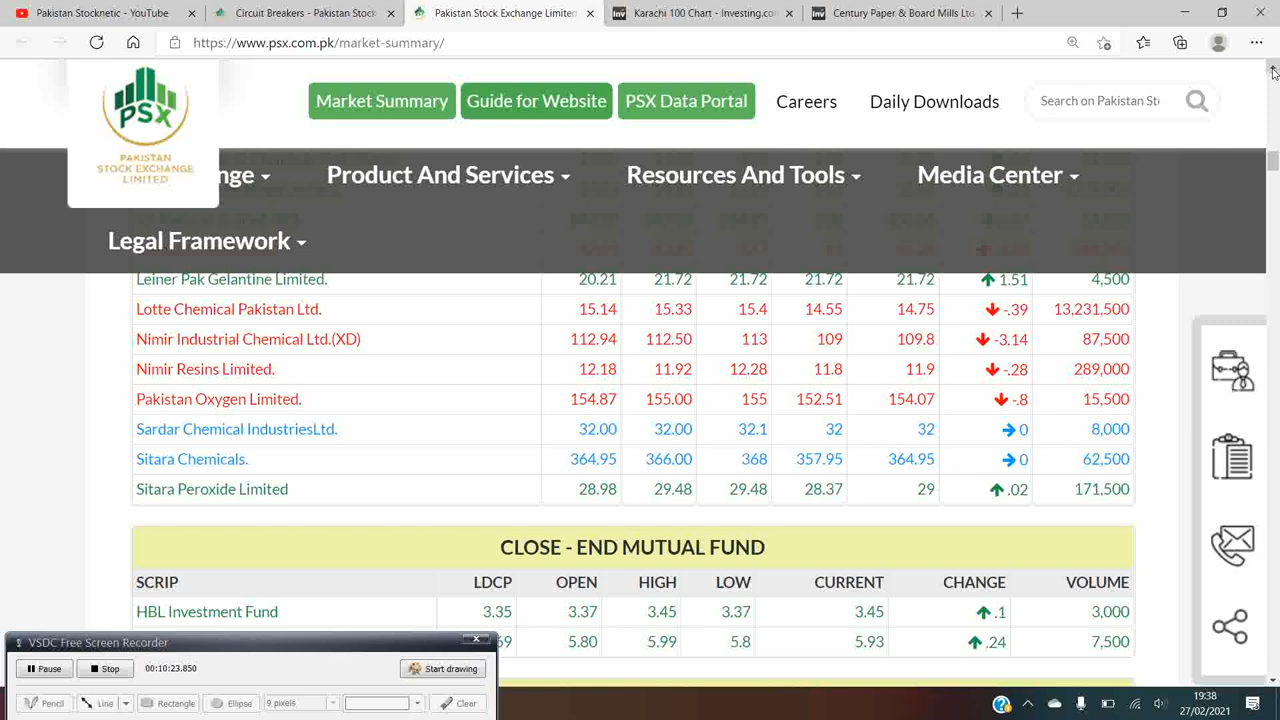 Pakistan Stocknetic - YouTube
Circuit Breakers - Pakistan Stock
Pakistan Stock Exchange Limited
Inv Karachi 100 Chart - Investing.com
Inv Century Paper & Board Mills Ltd
https://www.psx.com.pk/market-summary/
PSX
PAKISTAN
STOCK EXCHANGE
LIMITED
Market Summary Guide for Website PSX Data Portal Careers Daily Downloads Search on Pakistan St
nge Product And Services Resources And Tools Media Center
Legal Framework
Leiner Pak Gelantine Limited. 20.21 21.72 21.72 21.72 21.72 1.51 4,500
Lotte Chemical Pakistan Ltd. 15.14 15.33 15.4 14.55 14.75 -.39 13,231,500
Nimir Industrial Chemical Ltd.(XD) 112.94 112.50 113 109 109.8 -3.14 87,500
Nimir Resins Limited. 12.18 11.92 12.28 11.8 11.9 -.28 289,000
Pakistan Oxygen Limited. 154.87 155.00 155 152.51 154.07 -.8 15,500
Sardar Chemical IndustriesLtd. 32.00 32.00 32.1 32 32 0 8,000
Sitara Chemicals. 364.95 366.00 368 357.95 364.95 0 62,500
Sitara Peroxide Limited 28.98 29.48 29.48 28.37 29 .02 171,500
CLOSE - END MUTUAL FUND
SCRIP LDCP OPEN HIGH LOW CURRENT CHANGE VOLUME
HBL Investment Fund 3.35 3.37 3.45 3.37 3.45 .1 3,000
5.80 5.99 5.8 5.93 .24 7,500
VSDC Free Screen Recorder
Pause Stop 00:10:23.850 Start drawing
Pencil Line Rectangle Ellipse 9 pixels Clear
19:38
27/02/2021